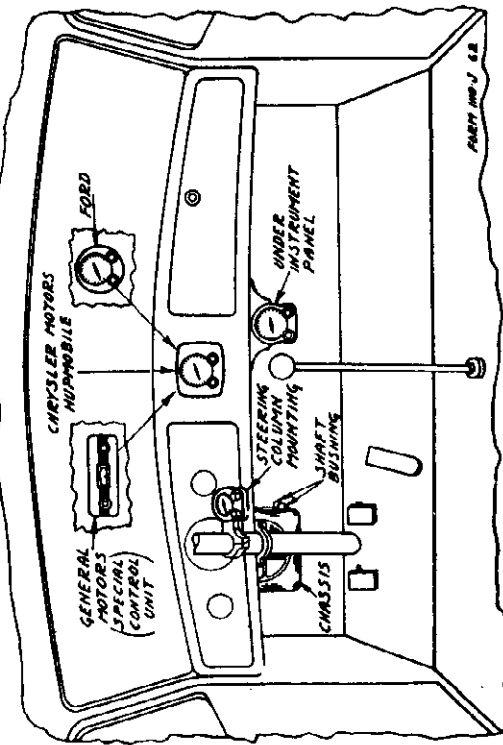 GENERAL
MOTORS
(SPECIAL
CONTROL
UNIT)
CHRYSLER MOTORS
HUPMOBILE
FORD
STEERING
COLUMN
MOUNTING
UNDER
INSTRUMENT
PANEL
SHAFT
BUSHING
CHASSIS